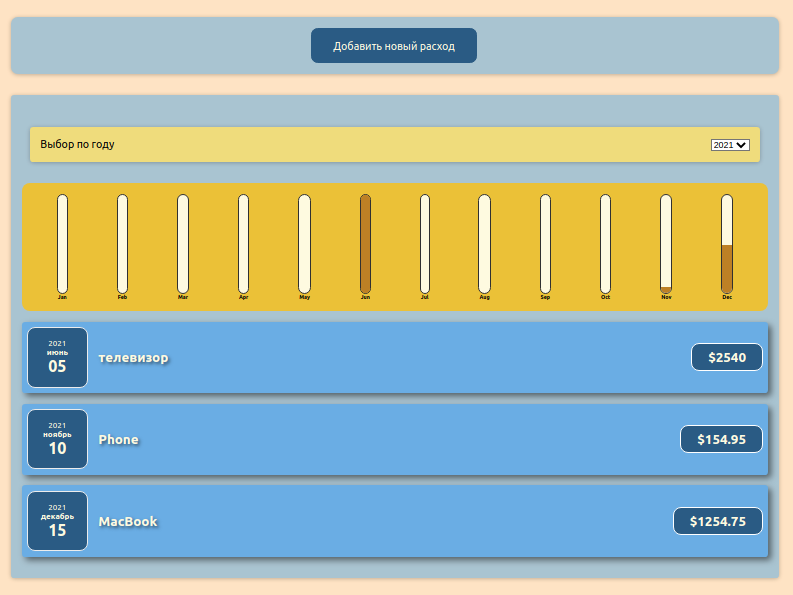 Добавить новый расход
Выбор по году
2021
Jan Feb Mar Apr May Jun Jul Aug Sep Oct Nov Dec
2021
июнь
05
телевизор
$2540
2021
ноябрь
10
Phone
$154.95
2021
декабрь
15
MacBook
$1254.75